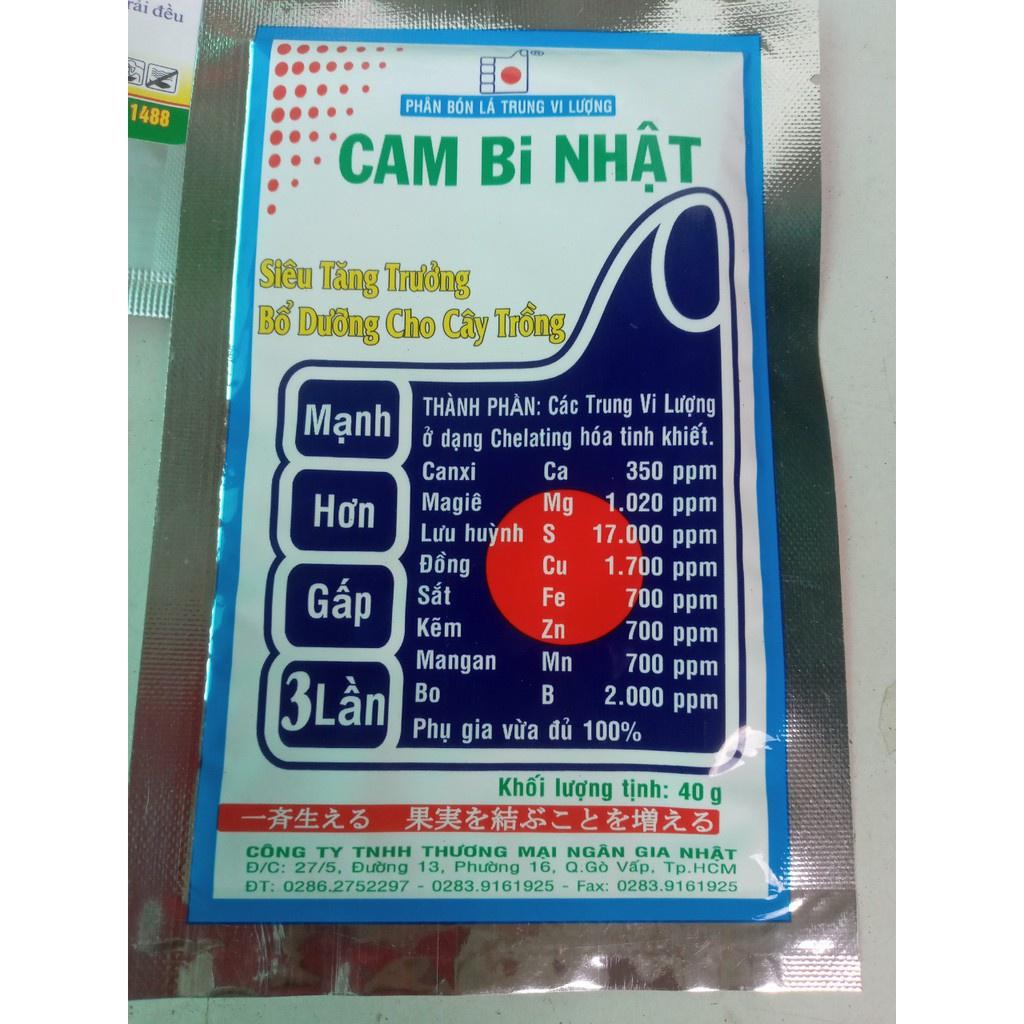 rải đều
1488
PHÂN BÓN LÁ TRUNG VI LƯỢNG
CAM Bi NHẬT
Siêu Tăng Trưởng
Bổ Dưỡng Cho Cây Trồng
Mạnh
Hơn
Gấp
3 Lần
THÀNH PHẦN: Các Trung Vi Lượng
ở dạng Chelating hóa tinh khiết.
Canxi Ca 350 ppm
Magiê Mg 1.020 ppm
Lưu huỳnh S 17.000 ppm
Đồng Cu 1.700 ppm
Sắt Fe 700 ppm
Kẽm Zn 700 ppm
Mangan Mn 700 ppm
Bo B 2.000 ppm
Phụ gia vừa đủ 100%
Khối lượng tịnh: 40 g
一斉生える 果実を結ぶことを増える
CÔNG TY TNHH THƯƠNG MẠI NGÂN GIA NHẬT
Đ/C: 27/5, Đường 13, Phường 16, Q.Gò Vấp, Tp.HCM
ĐT: 0286.2752297 - 0283.9161925 - Fax: 0283.9161925